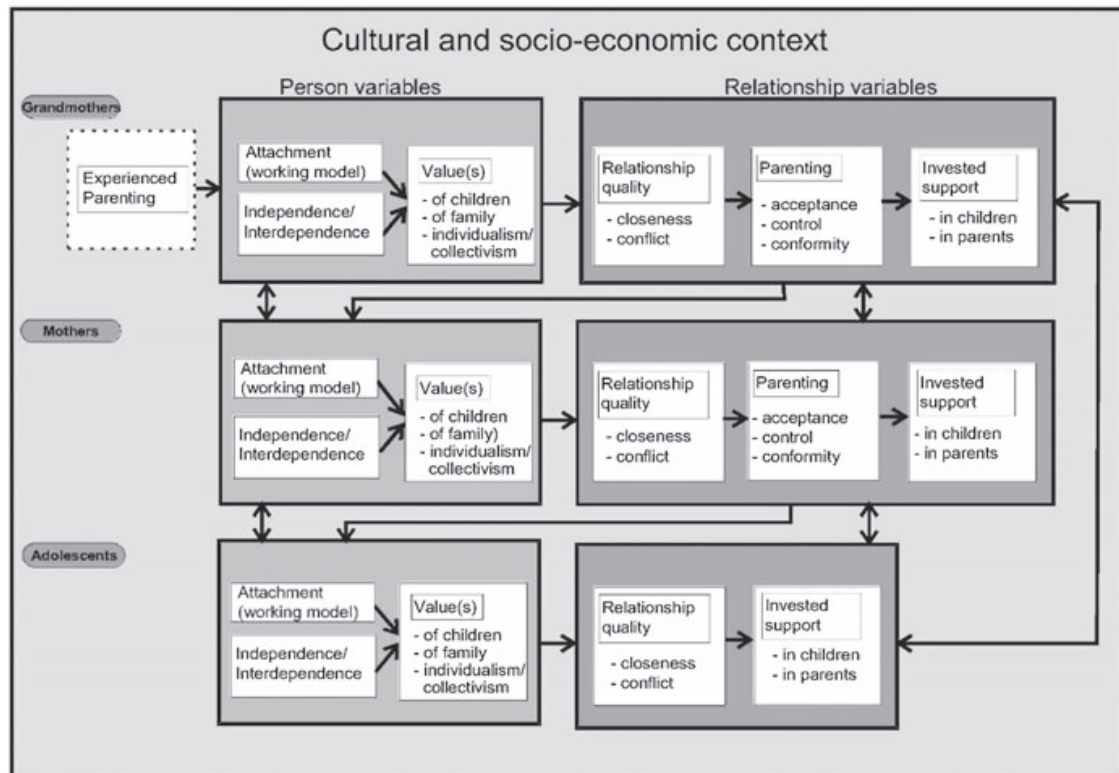 Cultural and socio-economic context
Person variables
Relationship variables
Grandmothers
Experienced
Parenting
Attachment
(working model)
Independence/
Interdependence
Value(s)
- of children
- of family
- individualism/
collectivism
Relationship
quality
- closeness
- conflict
Parenting
- acceptance
- control
- conformity
Invested
support
- in children
- in parents
Mothers
Attachment
(working model)
Independence/
Interdependence
Value(s)
- of children
- of family)
- individualism/
collectivism
Relationship
quality
- closeness
- conflict
Parenting
- acceptance
- control
- conformity
Invested
support
- in children
- in parents
Adolescents
Attachment
(working model)
Independence/
Interdependence
Value(s)
- of children
- of family
- individualism/
collectivism
Relationship
quality
- closeness
- conflict
Invested
support
- in children
- in parents